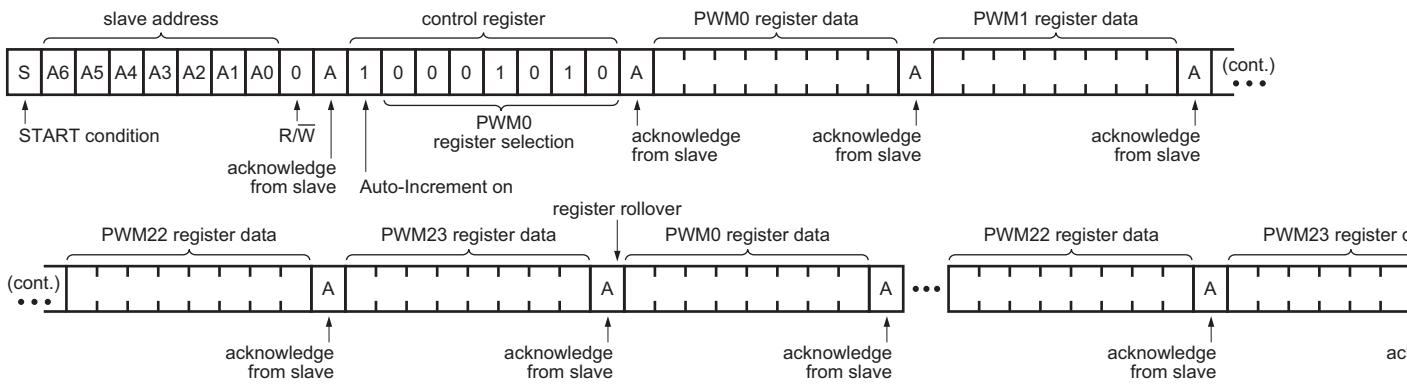 slave address
control register
PWM0 register data
PWM1 register data
S A6 A5 A4 A3 A2 A1 A0 0 A 1 0 0 0 1 0 1 0 A A A (cont.)
START condition
R/W
PWM0
register selection
acknowledge
from slave
acknowledge
from slave
acknowledge
from slave
acknowledge
from slave
Auto-Increment on
register rollover
PWM22 register data
PWM23 register data
PWM0 register data
PWM22 register data
PWM23 register
(cont.) A A A A
acknowledge
from slave
acknowledge
from slave
acknowledge
from slave
acknowledge
from slave